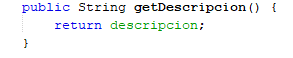 public String getDescripcion() {
    return descripcion;
}